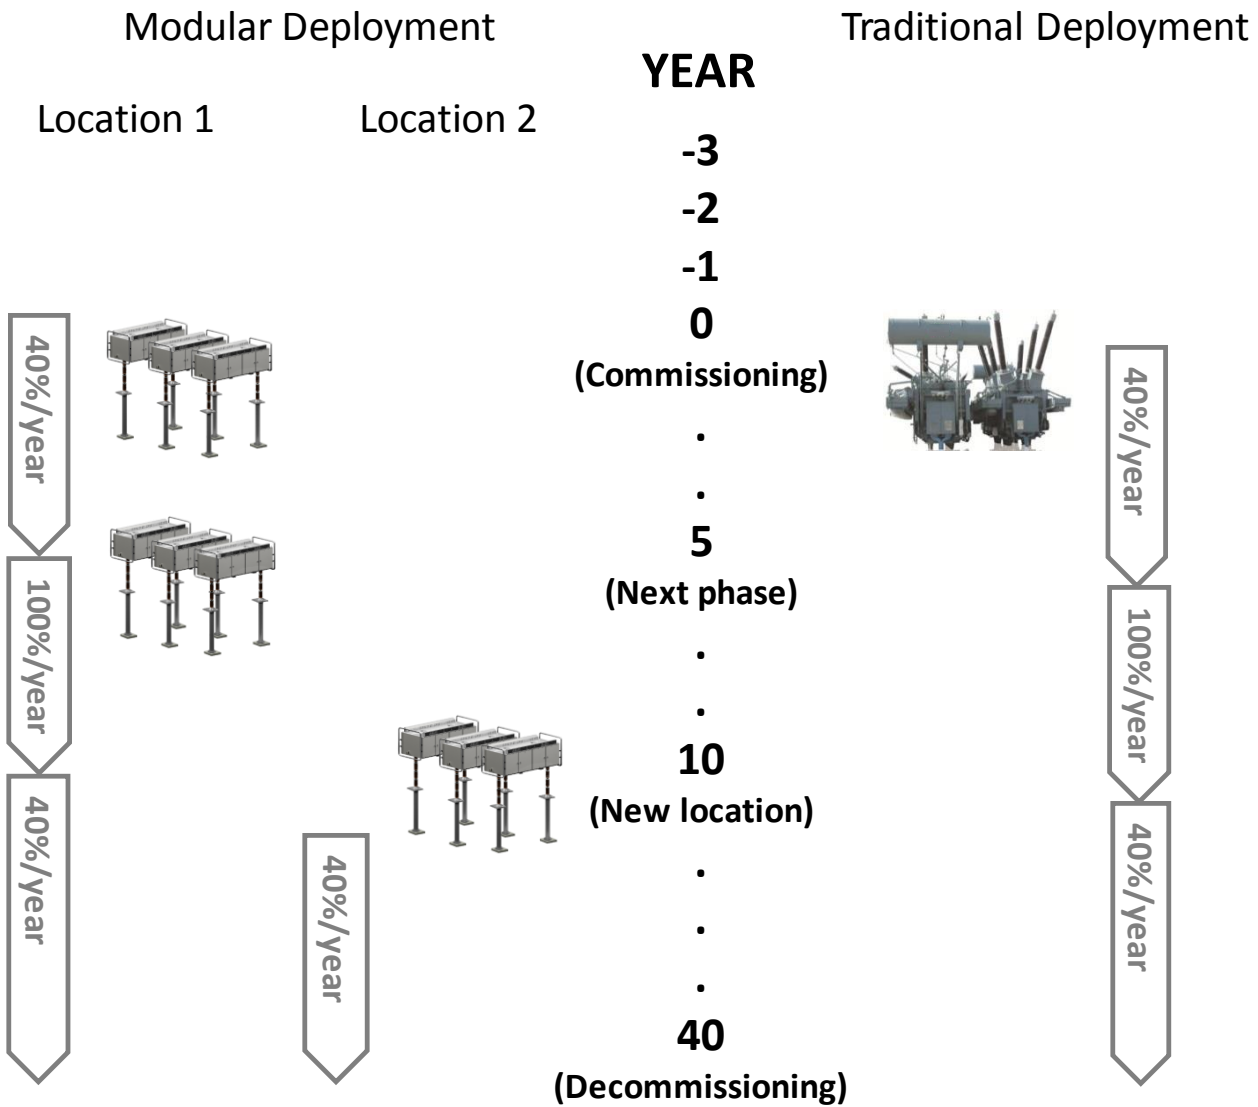 Modular Deployment
Traditional Deployment
YEAR
Location 1
Location 2
-3
-2
-1
0
(Commissioning)
.
.
5
(Next phase)
.
.
10
(New location)
.
.
.
40
(Decommissioning)
40%/year
100%/year
40%/year
40%/year
40%/year
100%/year
40%/year